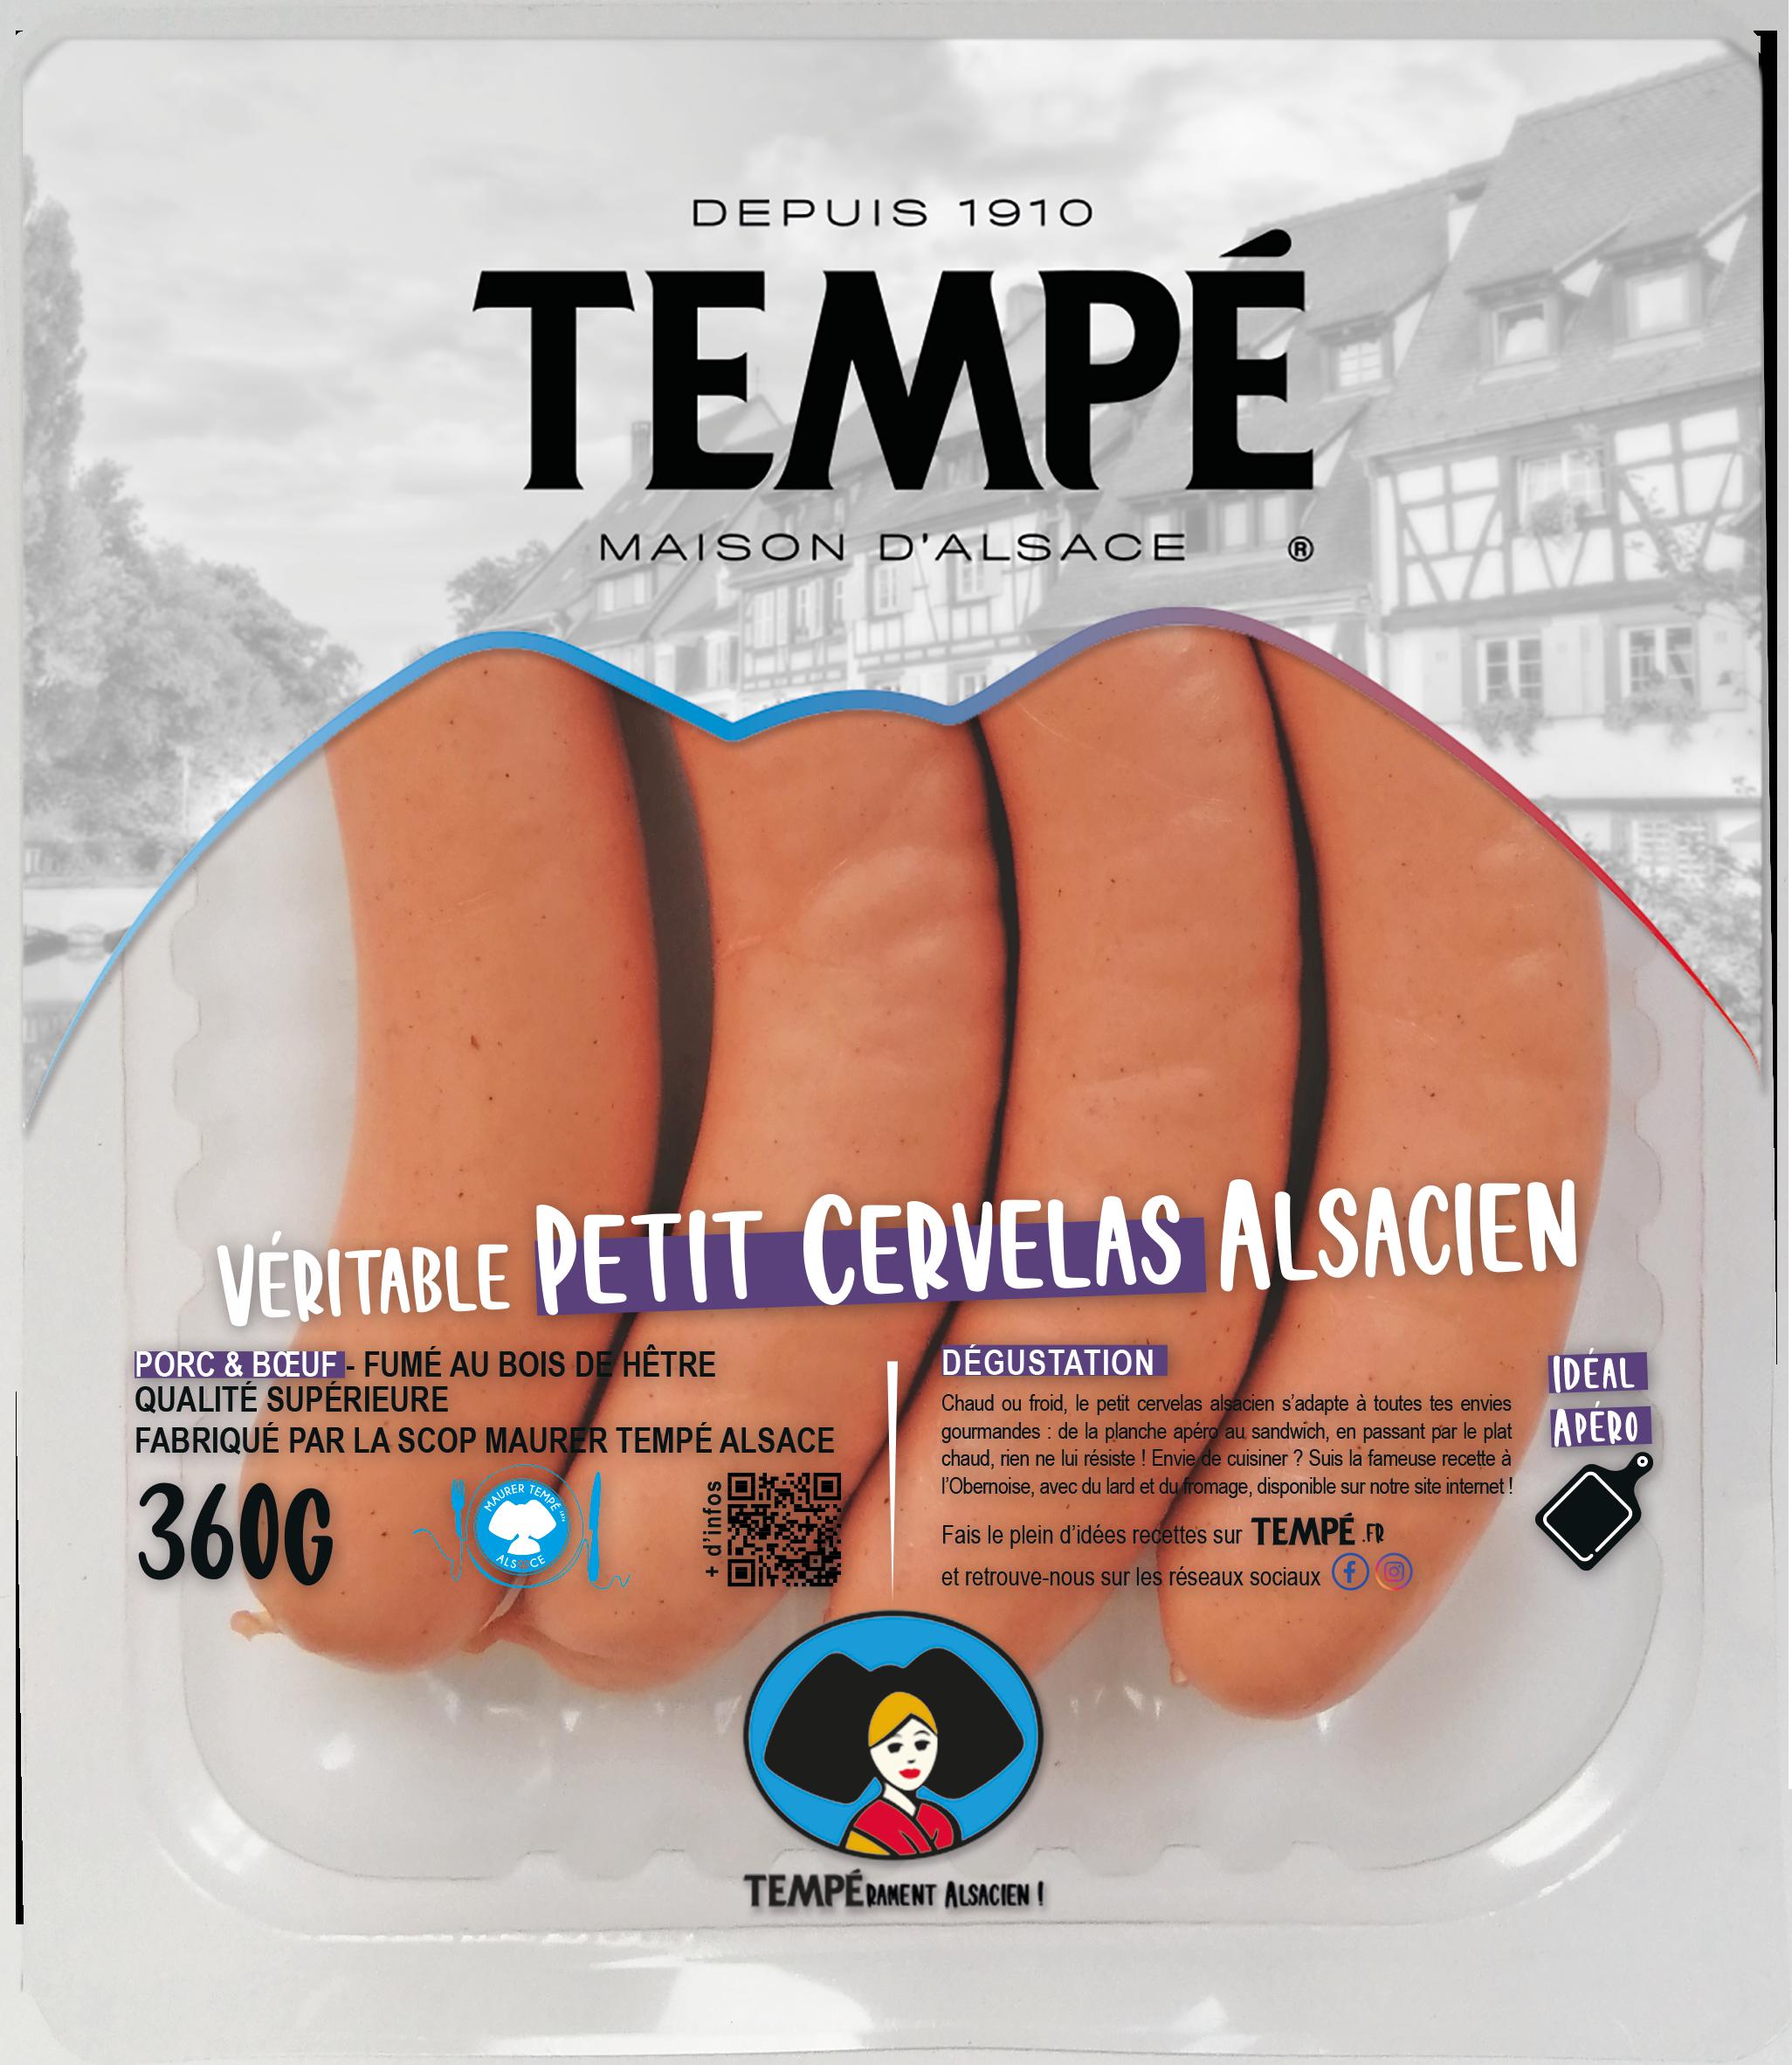 DEPUIS 1910
TEMPÉ
MAISON D'ALSACE ®
VÉRITABLE PETIT CERVELAS ALSACIEN
PORC & BŒUF - FUMÉ AU BOIS DE HÊTRE
QUALITÉ SUPÉRIEURE
FABRIQUÉ PAR LA SCOP MAURER TEMPÉ ALSACE
360G
MAURER TEMPÉ
ALSACE
+ d'infos
DÉGUSTATION
Chaud ou froid, le petit cervelas alsacien s'adapte à toutes tes envies
gourmandes : de la planche apéro au sandwich, en passant par le plat
chaud, rien ne lui résiste ! Envie de cuisiner ? Suis la fameuse recette à
l'Obernoise, avec du lard et du fromage, disponible sur notre site internet !
Fais le plein d'idées recettes sur TEMPÉ.FR
et retrouve-nous sur les réseaux sociaux
IDÉAL
APÉRO
TEMPÉRAMENT ALSACIEN !